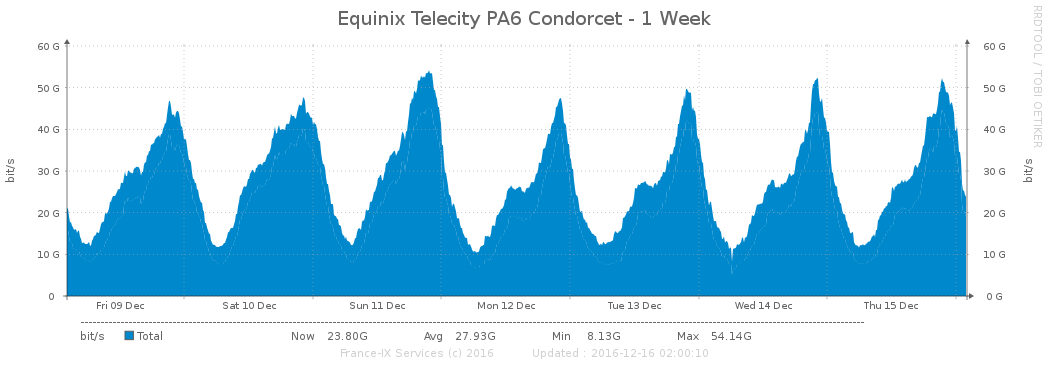 Equinix Telecity PA6 Condorcet - 1 Week
RRDTOOL / TOBI OETIKER
bit/s
60 G 60 G
50 G 50 G
40 G 40 G
30 G 30 G
20 G 20 G
10 G 10 G
0 0 G
bit/s
Fri 09 Dec Sat 10 Dec Sun 11 Dec Mon 12 Dec Tue 13 Dec Wed 14 Dec Thu 15 Dec
bit/s Total Now 23.80G Avg 27.93G Min 8.13G Max 54.14G
France-IX Services (c) 2016 Updated : 2016-12-16 02:00:10